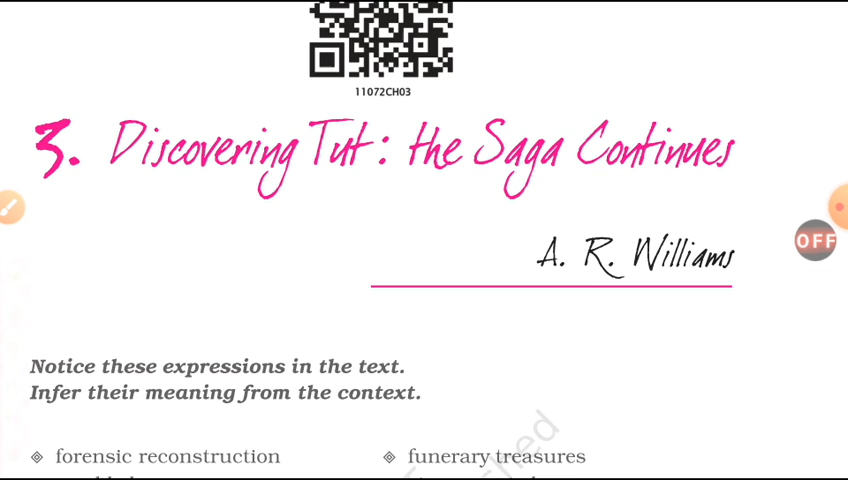 11072CH03
3. Discovering Tut : the Saga Continues
A. R. Williams
OFF
Notice these expressions in the text.
Infer their meaning from the context.
❖ forensic reconstruction
❖ funerary treasures